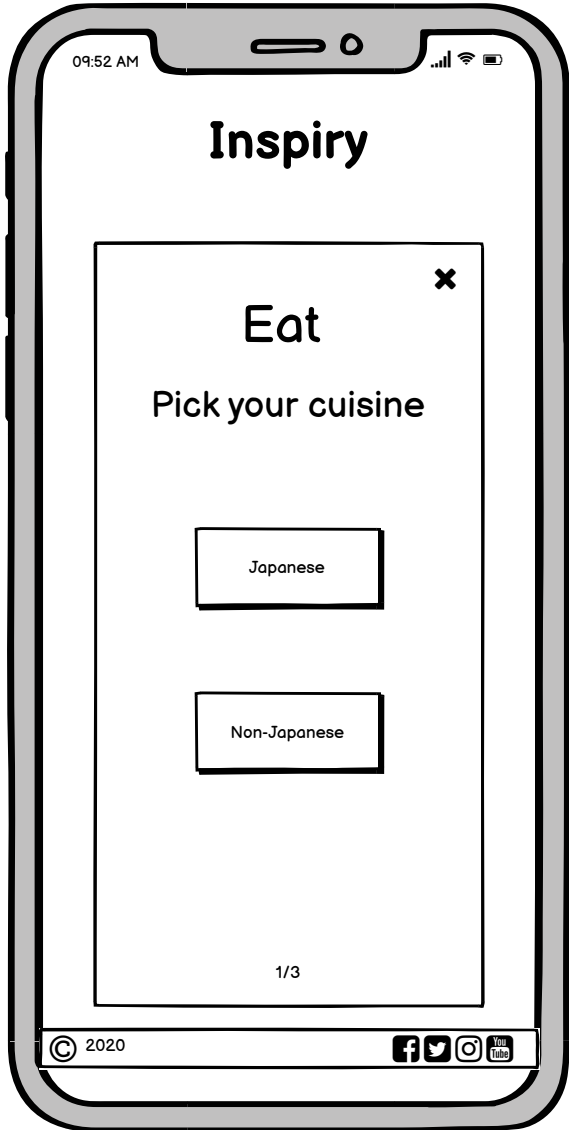 09:52 AM
Inspiry
Eat
Pick your cuisine
Japanese
Non-Japanese
1/3
© 2020
You
Tube